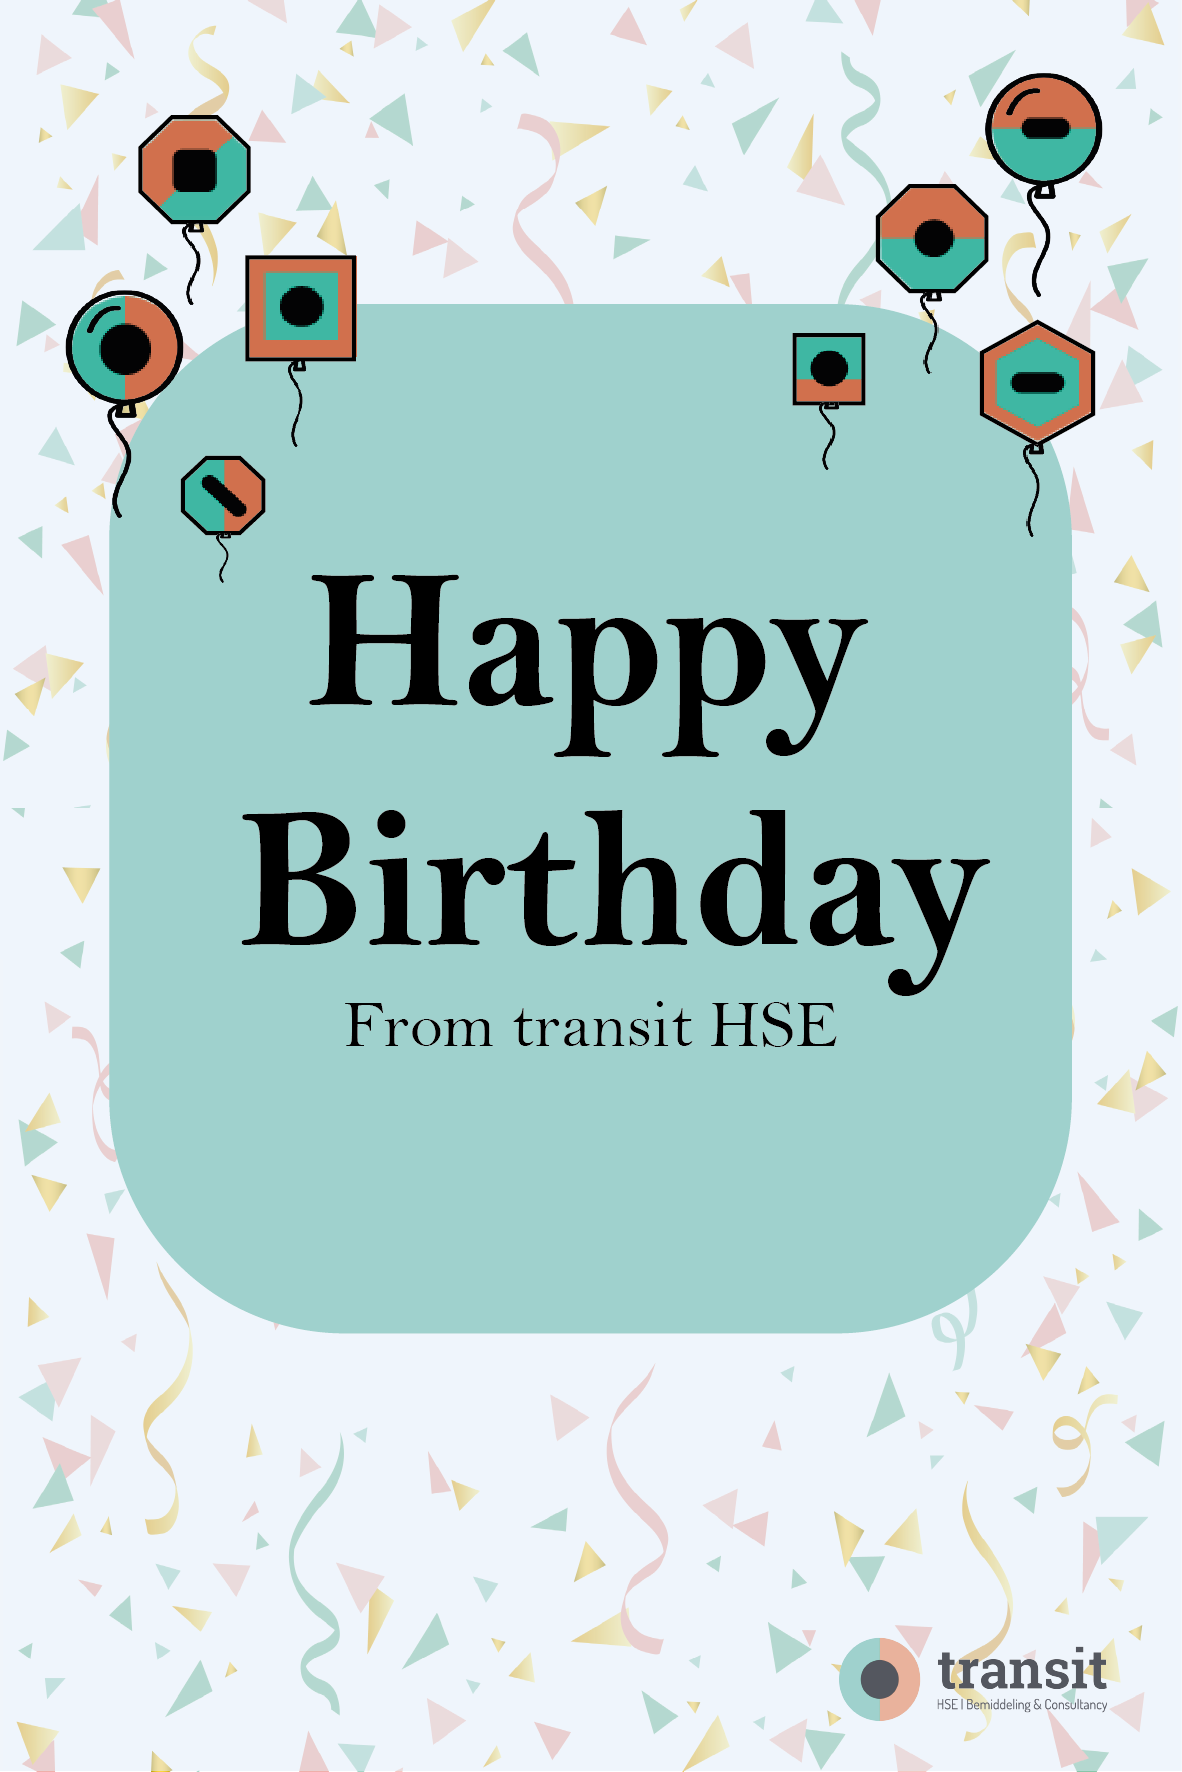 Happy
Birthday
From transit HSE
transit
HSE | Bemiddeling & Consultancy